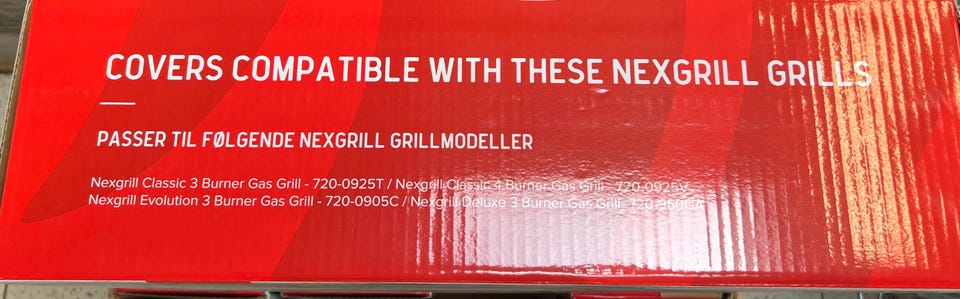 COVERS COMPATIBLE WITH THESE NEXGRILL GRILLS
PASSER TIL FØLGENDE NEXGRILL GRILLMODELLER
Nexgrill Classic 3 Burner Gas Grill - 720-0925T / Nexgrill Classic 4 Burner Gas Grill - 720-0925V
Nexgrill Evolution 3 Burner Gas Grill - 720-0905C / Nexgrill Deluxe 3 Burner Gas Grill